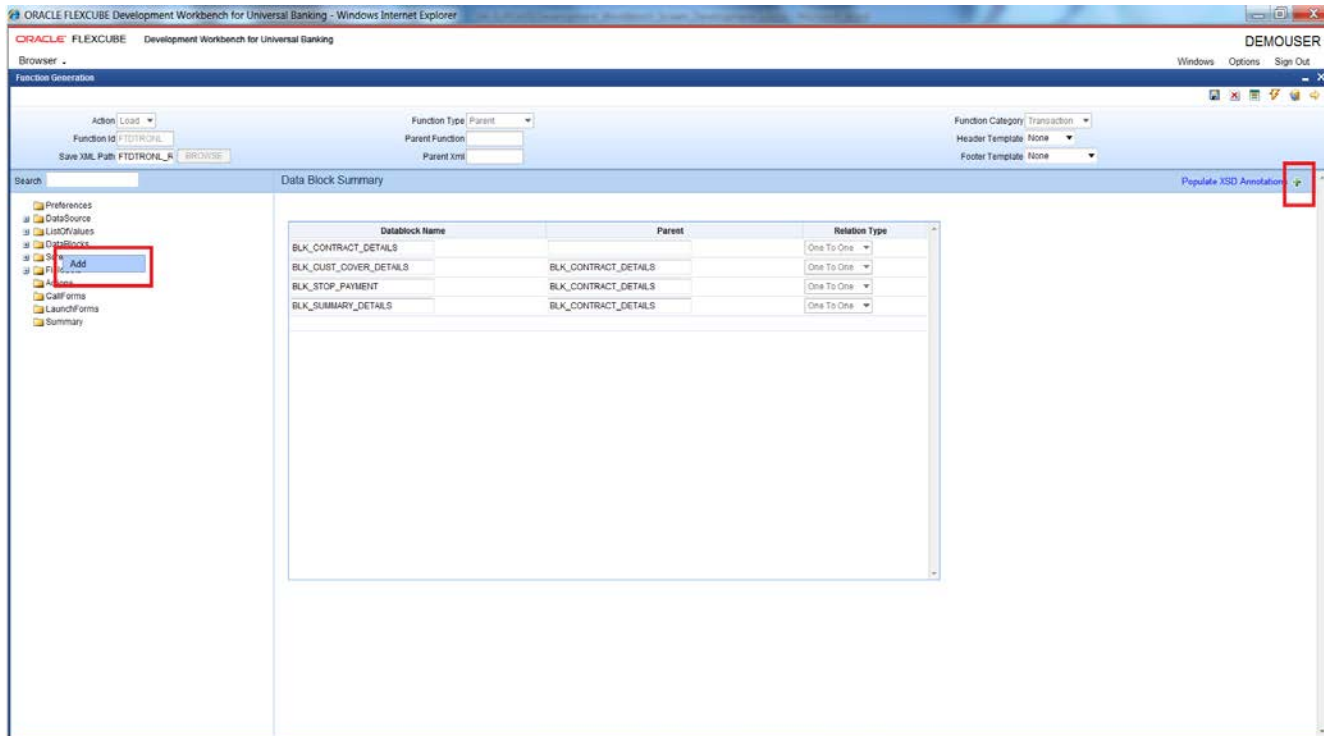 ORACLE FLEXCUBE Development Workbench for Universal Banking - Windows Internet Explorer
ORACLE FLEXCUBE Development Workbench for Universal Banking
DEMOUSER
Browser
Windows Options Sign Out
Function Generation
Action Load
Function Type Parent
Function Category Transaction
Function Id FTDTRONL
Parent Function
Header Template None
Save XML Path FTDTRONL_R BROWSE
Parent Xml
Footer Template None
Search
Data Block Summary
Populate XSD Annotations
Preferences
DataSource
ListOfValues
DataBlocks
Add
Actions
CallForms
LaunchForms
Summary
Datablock Name Parent Relation Type
BLK_CONTRACT_DETAILS One To One
BLK_CUST_COVER_DETAILS BLK_CONTRACT_DETAILS One To One
BLK_STOP_PAYMENT BLK_CONTRACT_DETAILS One To One
BLK_SUMMARY_DETAILS BLK_CONTRACT_DETAILS One To One